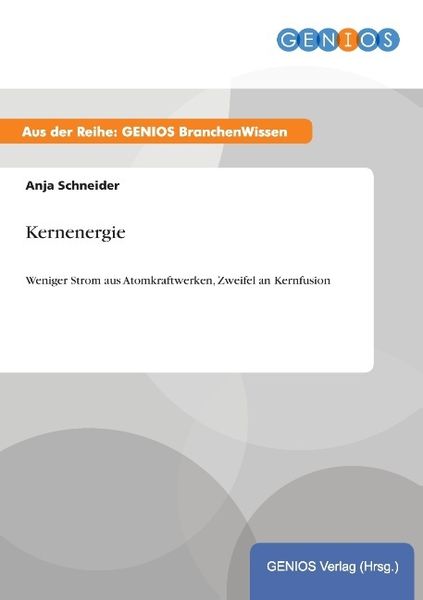 GENIOS
Aus der Reihe: GENIOS BranchenWissen
Anja Schneider
Kernenergie
Weniger Strom aus Atomkraftwerken, Zweifel an Kernfusion
GENIOS Verlag (Hrsg.)